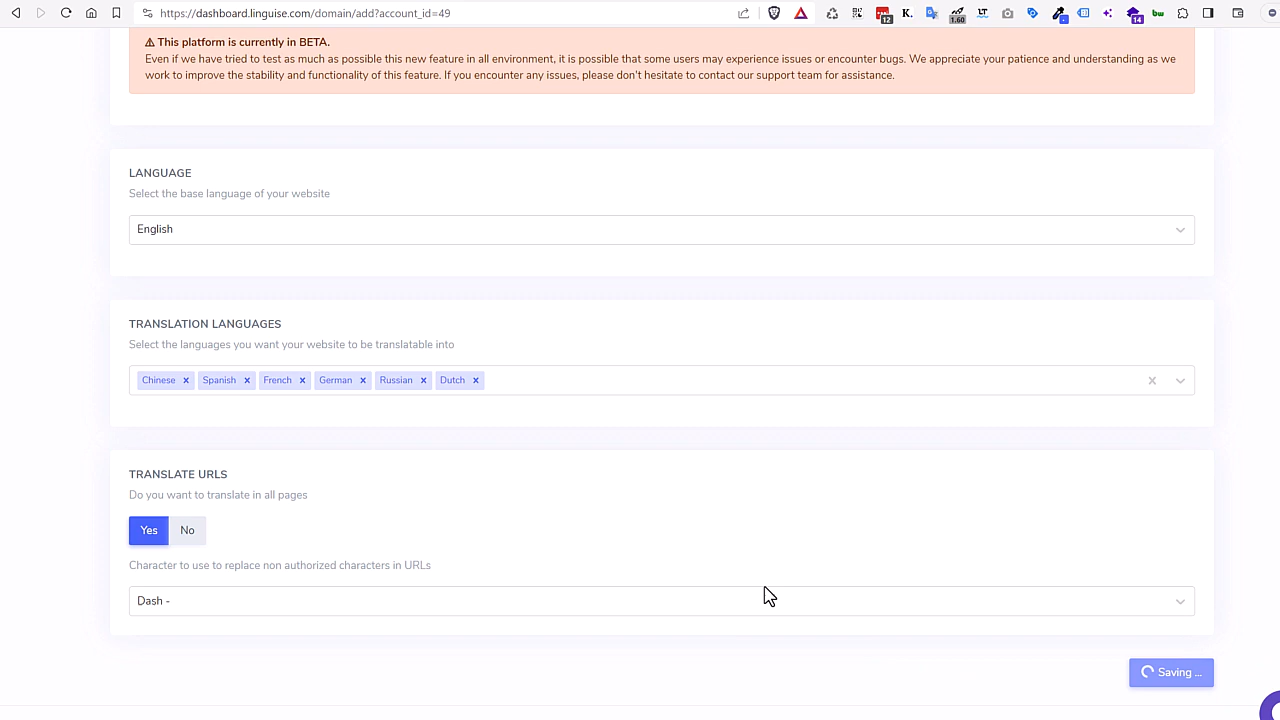 https://dashboard.linguise.com/domain/add?account_id=49
12
K.
1.60
LT
14
bw
⚠ This platform is currently in BETA.
Even if we have tried to test as much as possible this new feature in all environment, it is possible that some users may experience issues or encounter bugs. We appreciate your patience and understanding as we
work to improve the stability and functionality of this feature. If you encounter any issues, please don't hesitate to contact our support team for assistance.
LANGUAGE
Select the base language of your website
English
TRANSLATION LANGUAGES
Select the languages you want your website to be translatable into
Chinese x Spanish x French x German x Russian x Dutch x
TRANSLATE URLS
Do you want to translate in all pages
Yes No
Character to use to replace non authorized characters in URLs
Dash -
Saving ...